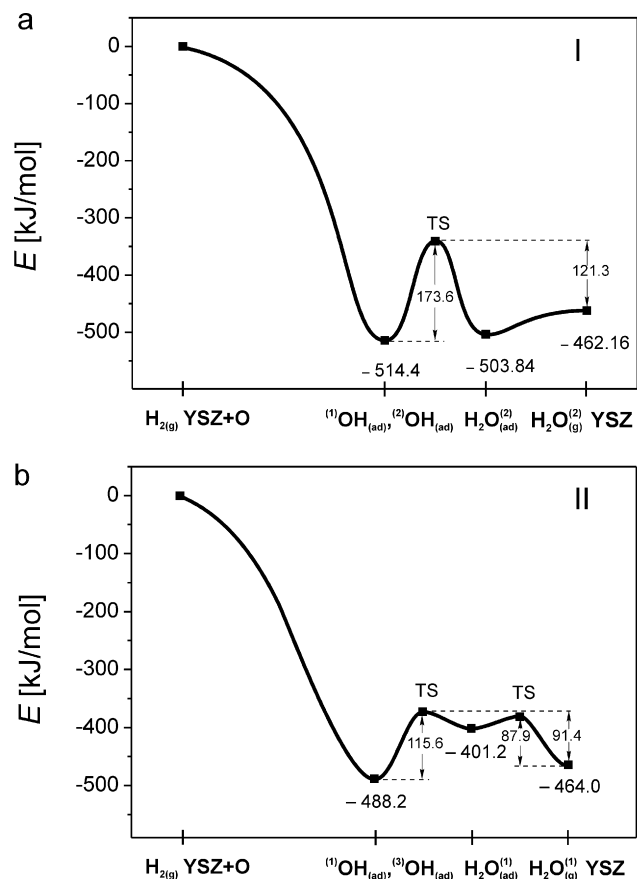 a
I
0
-100
-200
-300
-400
-500
E [kJ/mol]
TS
173.6
121.3
– 514.4
– 503.84
– 462.16
H₂₍g₎ YSZ+O
⁽¹⁾OH₍ad₎,⁽²⁾OH₍ad₎
H₂O⁽²⁾₍ad₎
H₂O⁽²⁾₍g₎ YSZ
b
II
0
-100
-200
-300
-400
-500
E [kJ/mol]
TS
TS
115.6
87.9
91.4
– 401.2
– 488.2
– 464.0
H₂₍g₎ YSZ+O
⁽¹⁾OH₍ad₎,⁽³⁾OH₍ad₎
H₂O⁽¹⁾₍ad₎
H₂O⁽¹⁾₍g₎ YSZ